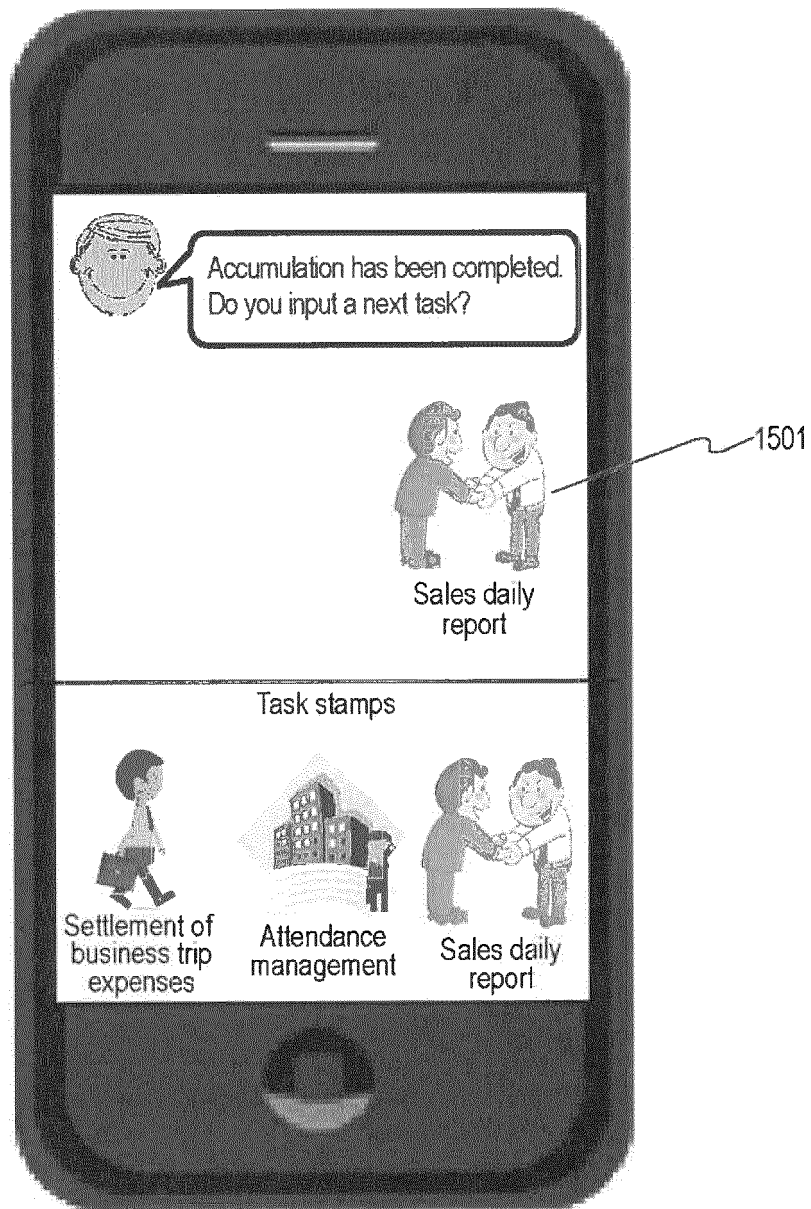 Accumulation has been completed.
Do you input a next task?
1501
Sales daily
report
Task stamps
Settlement of
business trip
expenses
Attendance
management
Sales daily
report